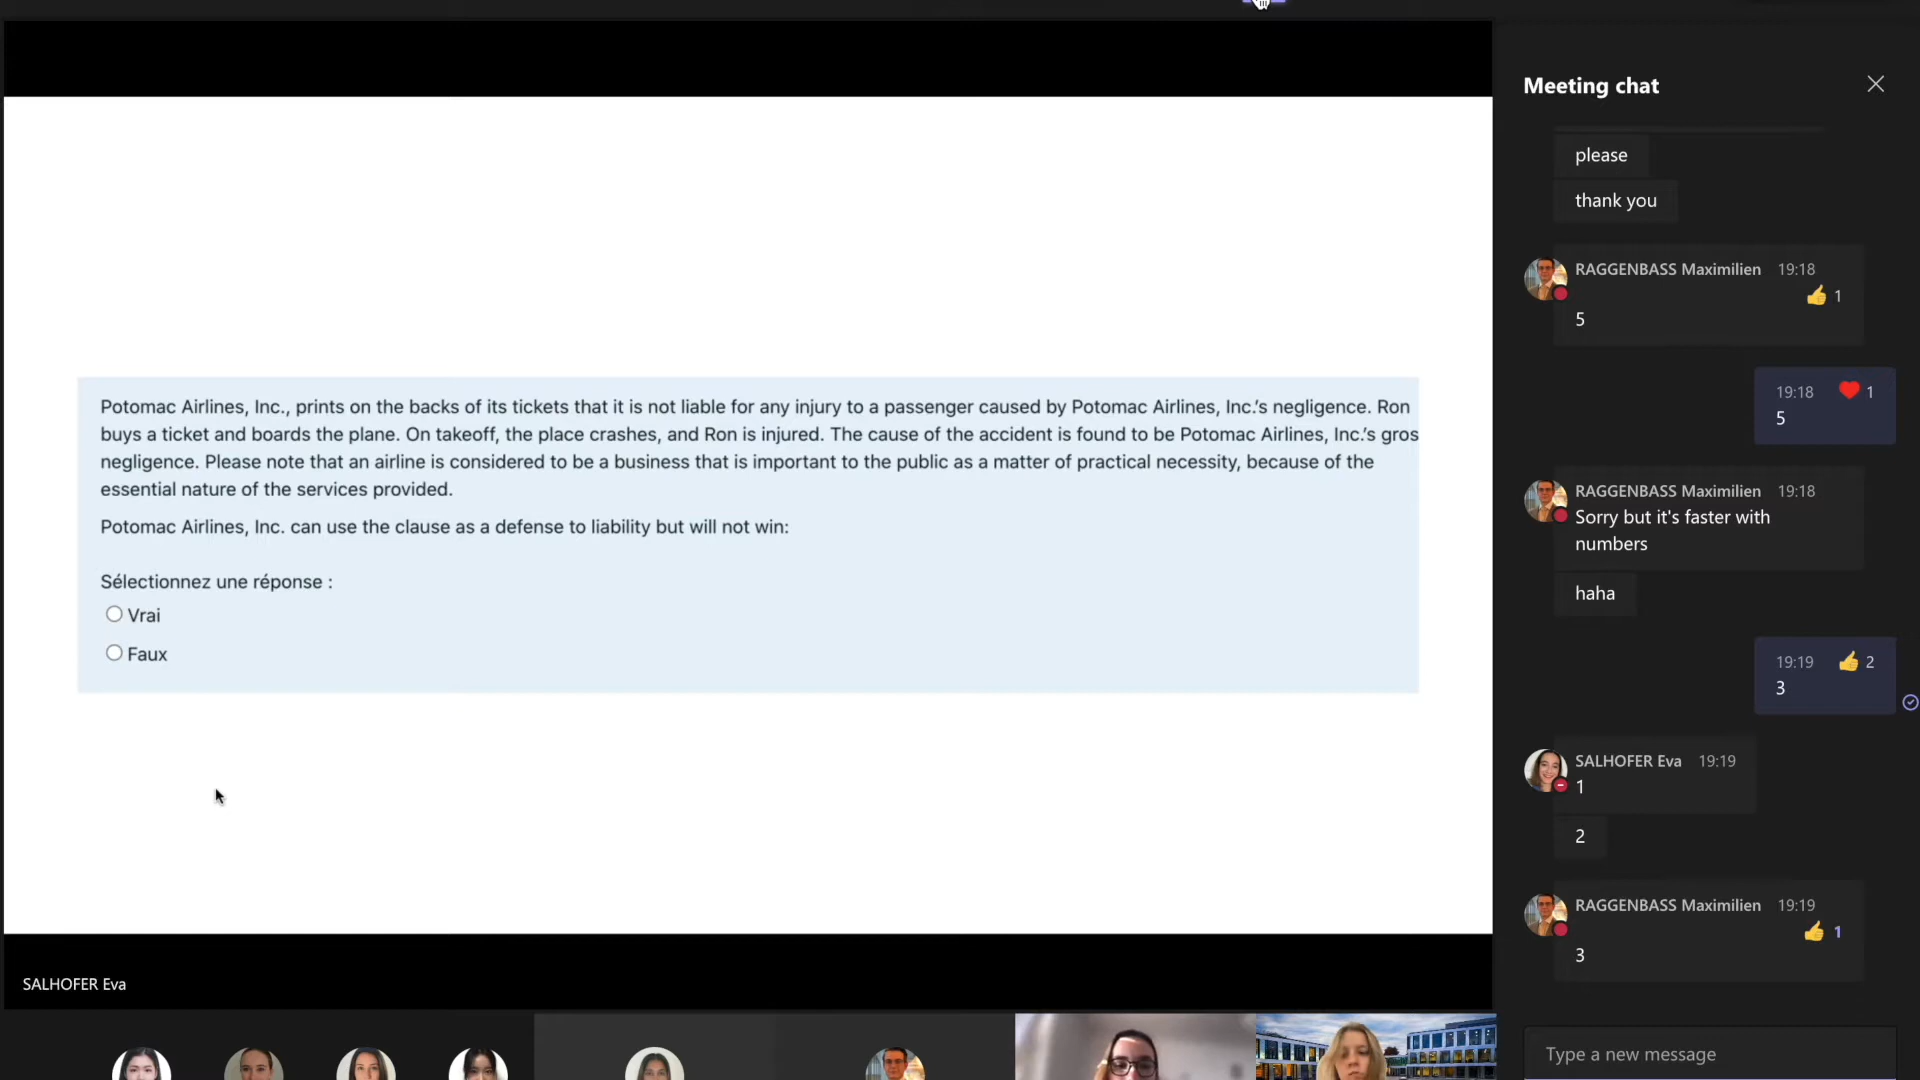 Potomac Airlines, Inc., prints on the backs of its tickets that it is not liable for any injury to a passenger caused by Potomac Airlines, Inc.'s negligence. Ron
buys a ticket and boards the plane. On takeoff, the place crashes, and Ron is injured. The cause of the accident is found to be Potomac Airlines, Inc.'s gros
negligence. Please note that an airline is considered to be a business that is important to the public as a matter of practical necessity, because of the
essential nature of the services provided.
Potomac Airlines, Inc. can use the clause as a defense to liability but will not win:
Sélectionnez une réponse :
Vrai
Faux
SALHOFER Eva
Meeting chat
please
thank you
RAGGENBASS Maximilien 19:18
1
5
19:18 1
5
RAGGENBASS Maximilien 19:18
Sorry but it's faster with
numbers
haha
19:19 2
3
SALHOFER Eva 19:19
1
2
RAGGENBASS Maximilien 19:19
1
3
Type a new message